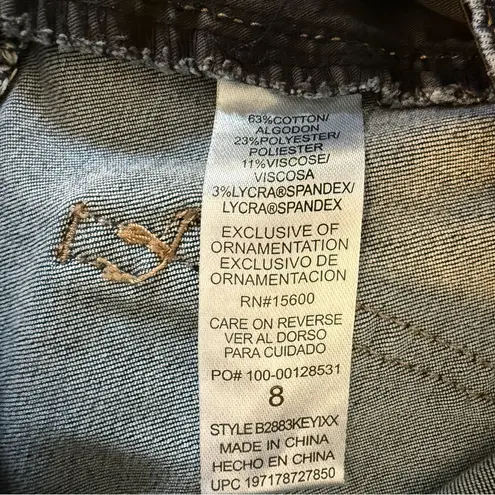 63%COTTON/
ALGODON
23%POLYESTER/
POLIESTER
11%VISCOSE/
VISCOSA
3%LYCRA®SPANDEX/
LYCRA®SPANDEX
EXCLUSIVE OF
ORNAMENTATION
EXCLUSIVO DE
ORNAMENTACION
RN#15600
CARE ON REVERSE
VER AL DORSO
PARA CUIDADO
PO# 100-00128531
8
STYLE B2883KEYIXX
MADE IN CHINA
HECHO EN CHINA
UPC 197178727850